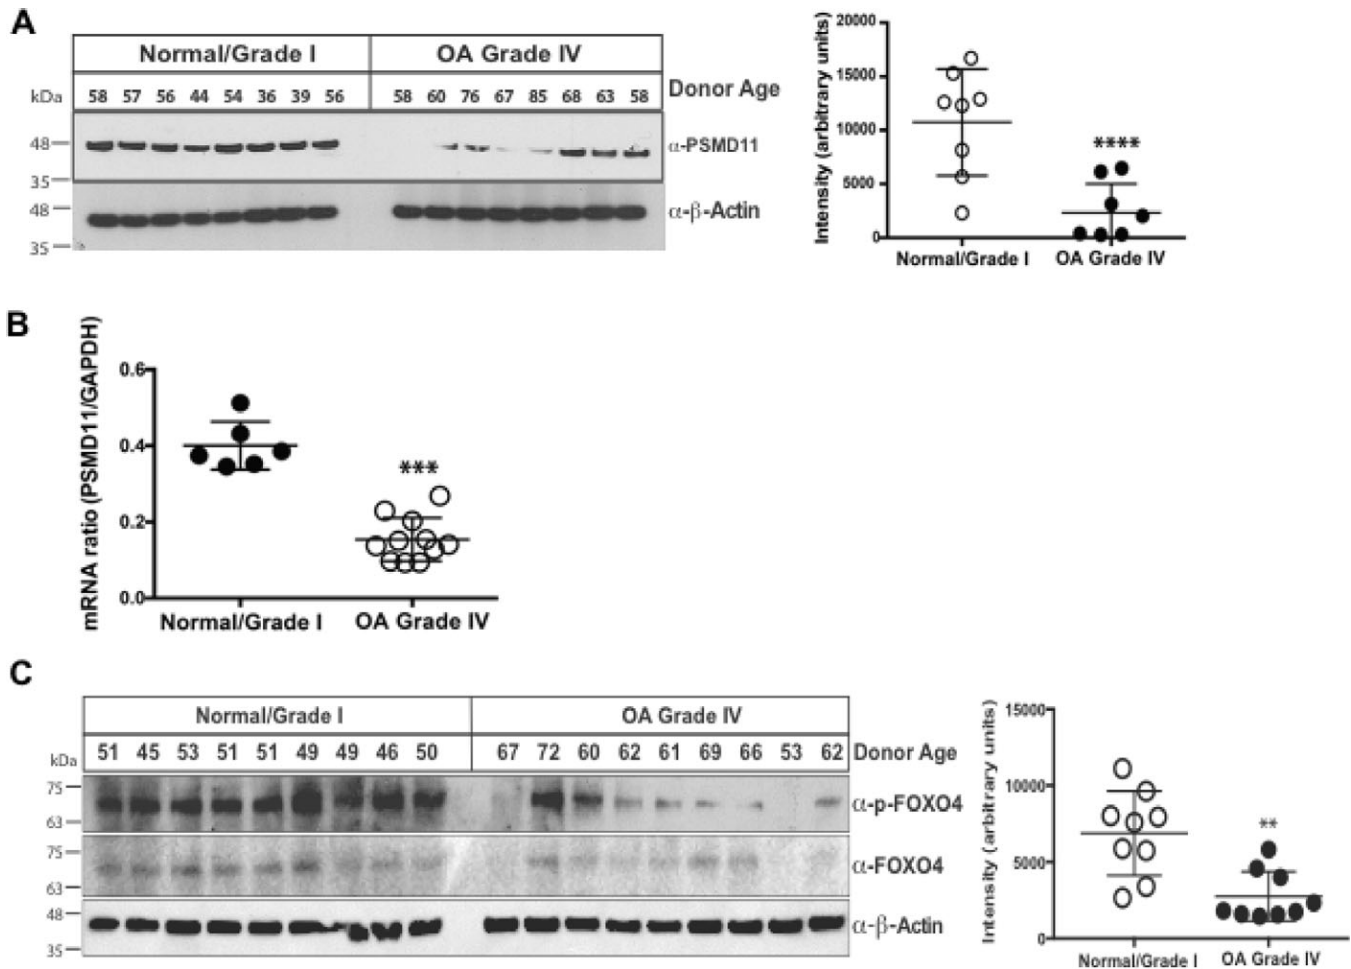 A
Normal/Grade I OA Grade IV
kDa 58 57 56 44 54 36 39 56 58 60 76 67 85 68 63 58 Donor Age
48 α-PSMD11
35
48 α-β-Actin
35
Intensity (arbitrary units)
20000
15000
10000
5000
0
****
Normal/Grade I OA Grade IV
B
mRNA ratio (PSMD11/GAPDH)
0.6
0.4
0.2
0.0
***
Normal/Grade I OA Grade IV
C
Normal/Grade I OA Grade IV
kDa 51 45 53 51 51 49 49 46 50 67 72 60 62 61 69 66 53 62 Donor Age
75 α-p-FOXO4
63
75 α-FOXO4
63
48 α-β-Actin
35
Intensity (arbitrary units)
15000
10000
5000
0
**
Normal/Grade I OA Grade IV